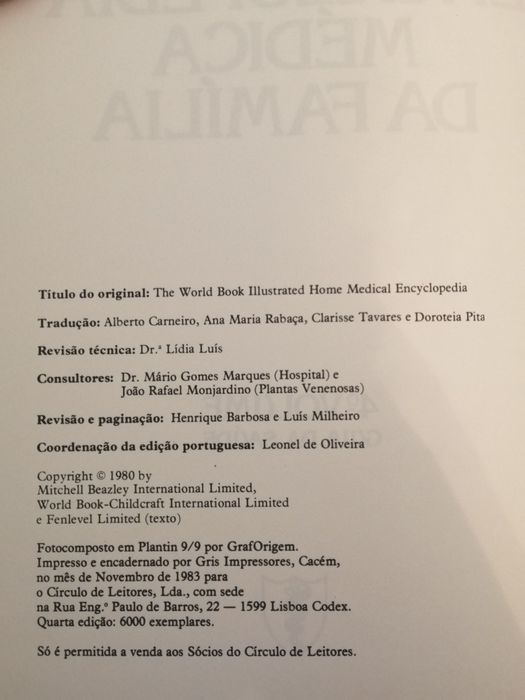 MÉDICA
DA FAMÍLIA
Título do original: The World Book Illustrated Home Medical Encyclopedia
Tradução: Alberto Carneiro, Ana Maria Rabaça, Clarisse Tavares e Doroteia Pita
Revisão técnica: Dr.ª Lídia Luís
Consultores: Dr. Mário Gomes Marques (Hospital) e
João Rafael Monjardino (Plantas Venenosas)
Revisão e paginação: Henrique Barbosa e Luís Milheiro
Coordenação da edição portuguesa: Leonel de Oliveira
Copyright © 1980 by
Mitchell Beazley International Limited,
World Book-Childcraft International Limited
e Fenlevel Limited (texto)
Fotocomposto em Plantin 9/9 por GrafOrigem.
Impresso e encadernado por Gris Impressores, Cacém,
no mês de Novembro de 1983 para
o Círculo de Leitores, Lda., com sede
na Rua Eng.º Paulo de Barros, 22 — 1599 Lisboa Codex.
Quarta edição: 6000 exemplares.
Só é permitida a venda aos Sócios do Círculo de Leitores.